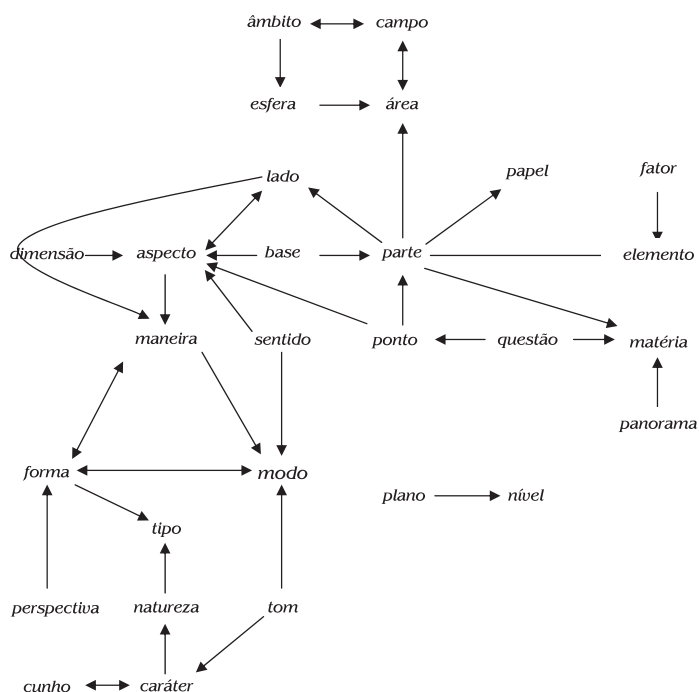 âmbito campo
esfera área
lado papel fator
dimensão aspecto base parte elemento
maneira sentido ponto questão matéria
panorama
forma modo
plano nível
tipo
perspectiva natureza tom
cunho caráter